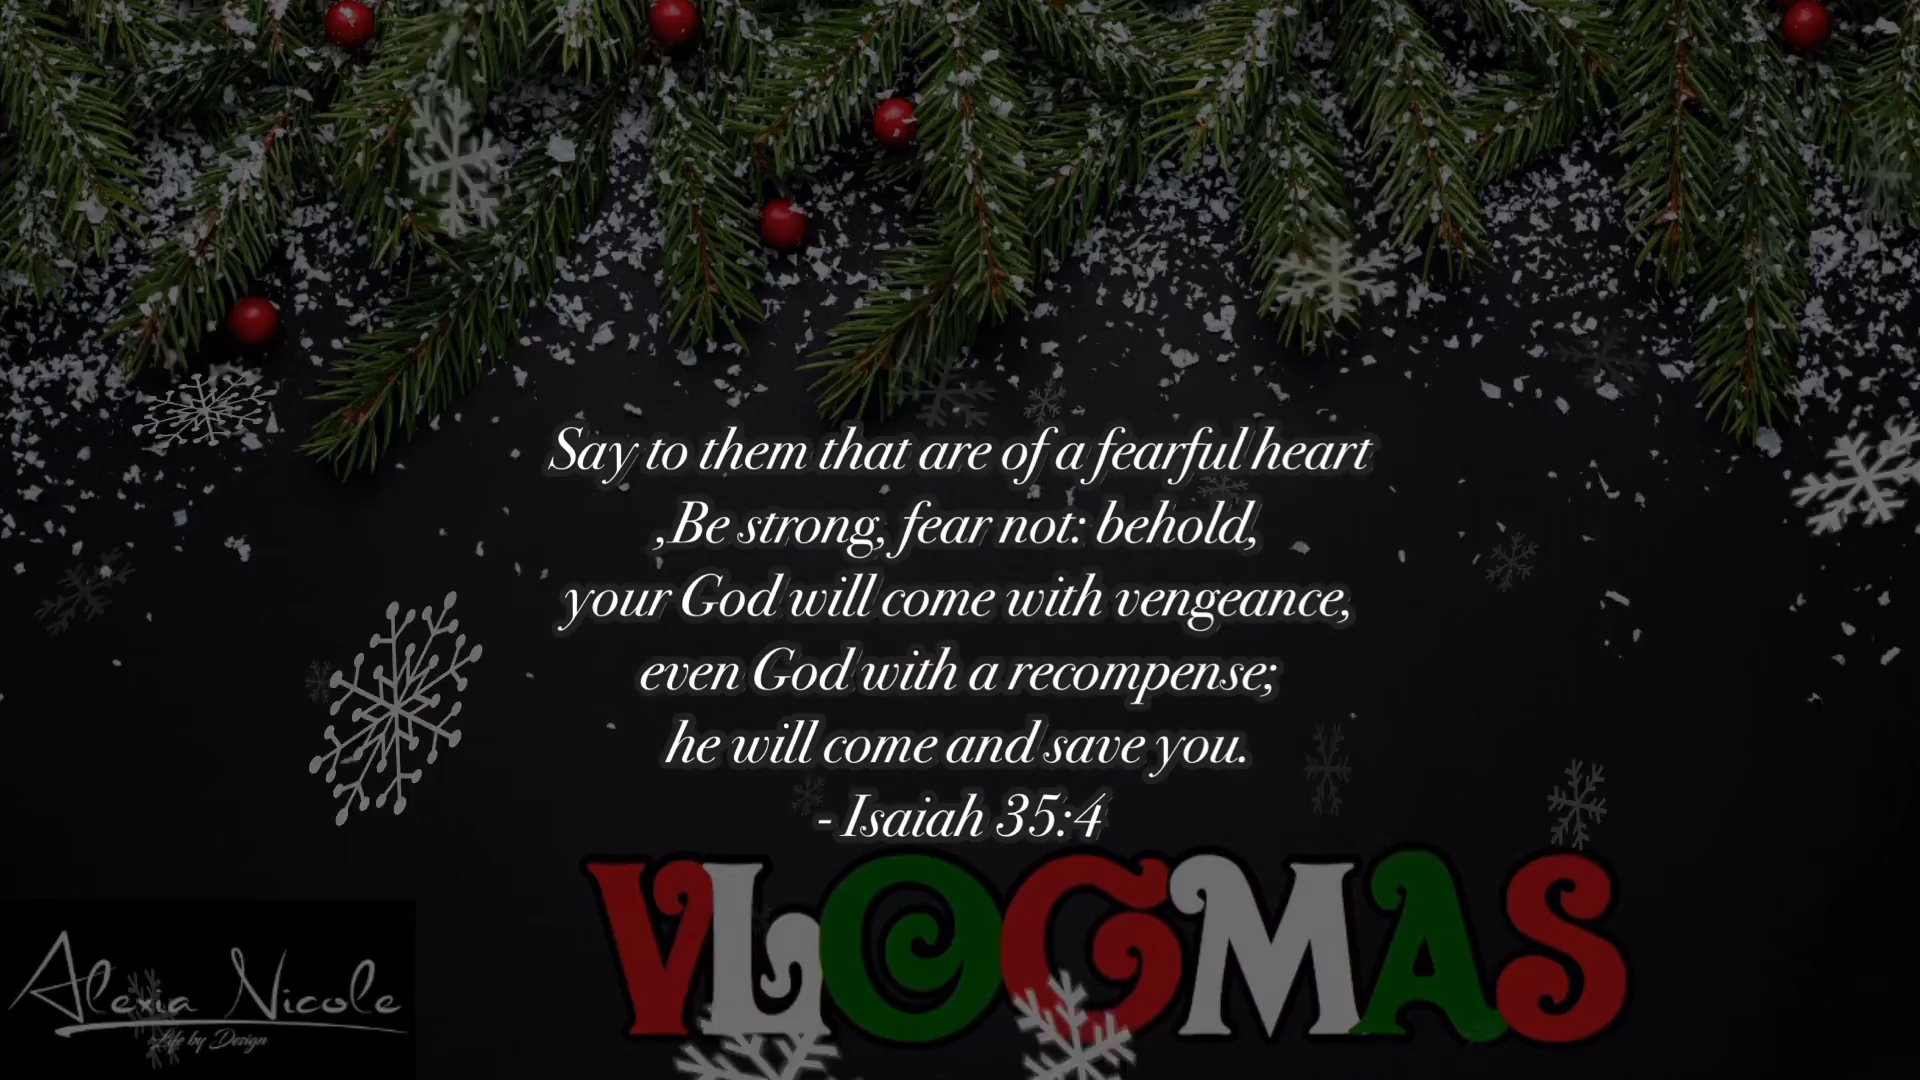 Say to them that are of a fearful heart
,Be strong, fear not: behold,
your God will come with vengeance,
even God with a recompense;
he will come and save you.
- Isaiah 35:4
VLOGMAS
Alexia Nicole
Life by Design